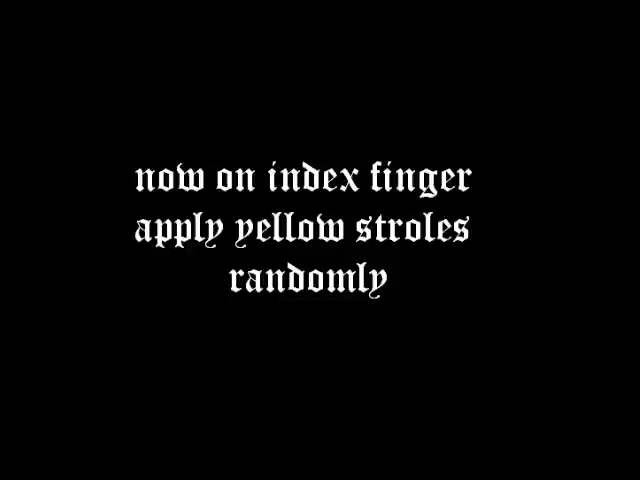 now on index finger
apply yellow stroles
randomly